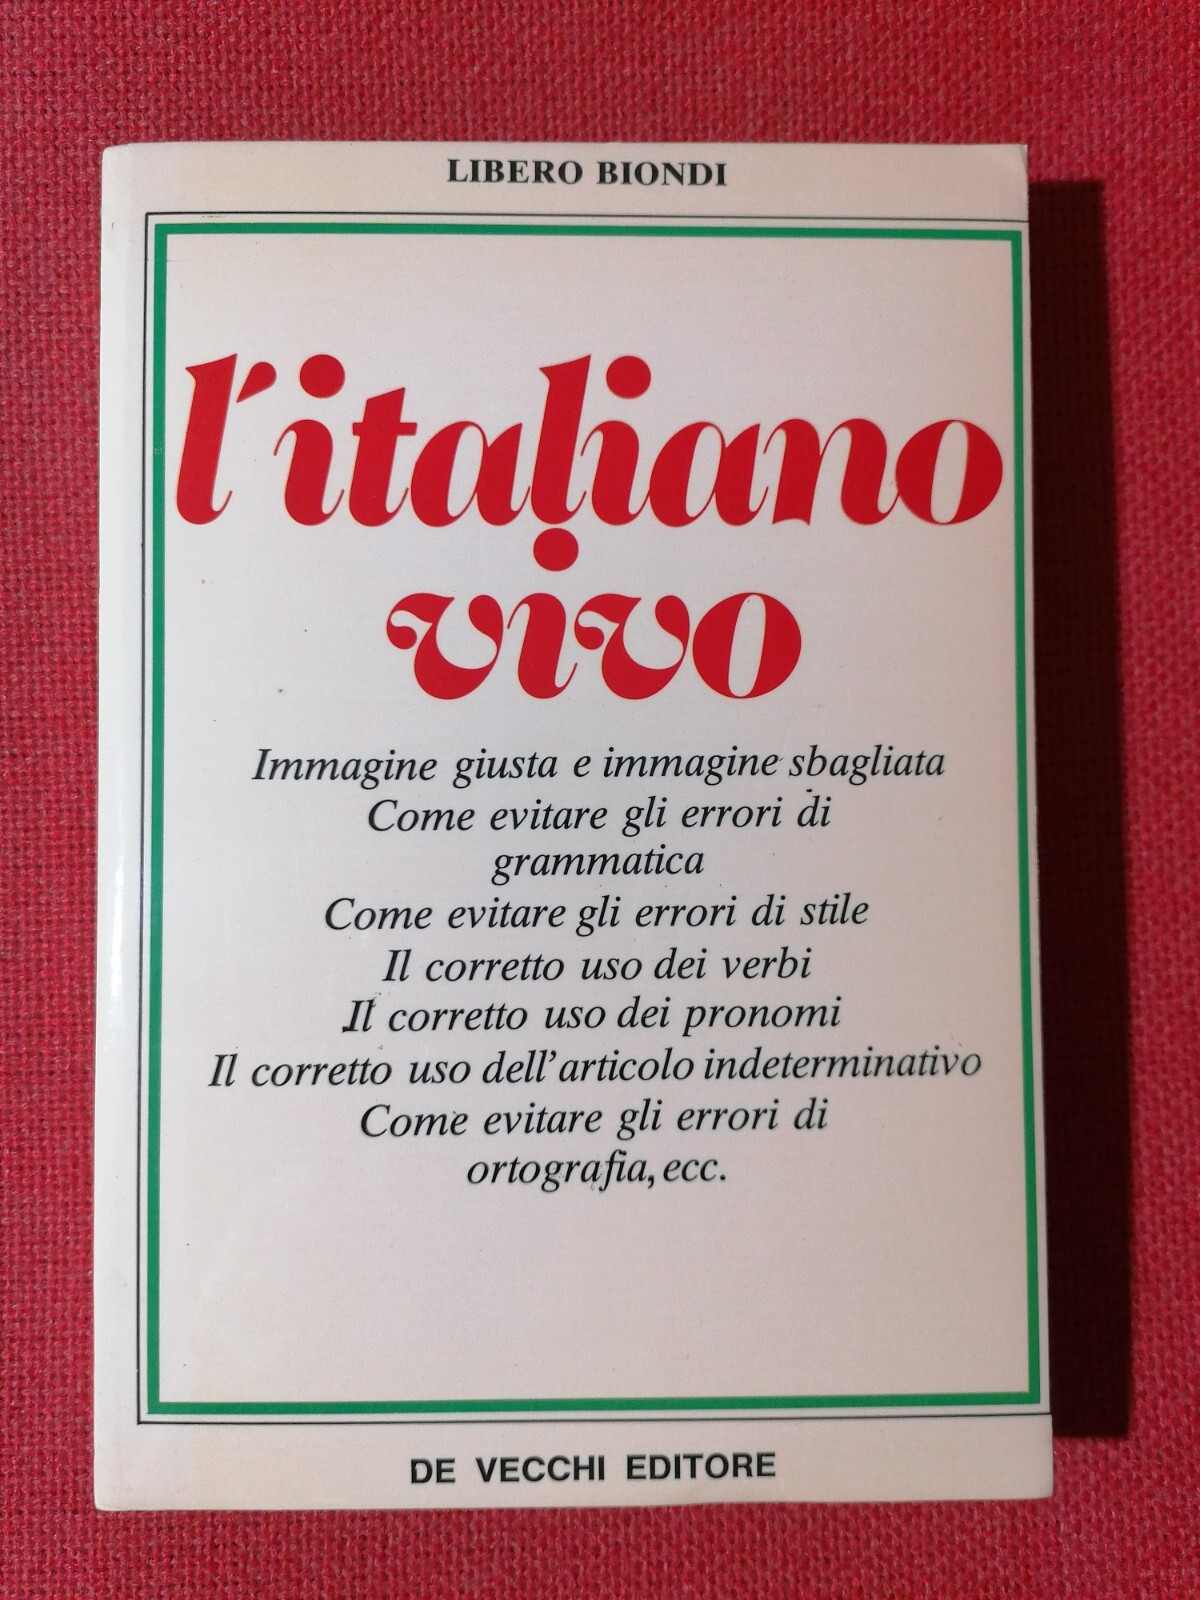 LIBERO BIONDI
l'italiano
vivo
Immagine giusta e immagine sbagliata
Come evitare gli errori di
grammatica
Come evitare gli errori di stile
Il corretto uso dei verbi
Il corretto uso dei pronomi
Il corretto uso dell'articolo indeterminativo
Come evitare gli errori di
ortografia, ecc.
DE VECCHI EDITORE